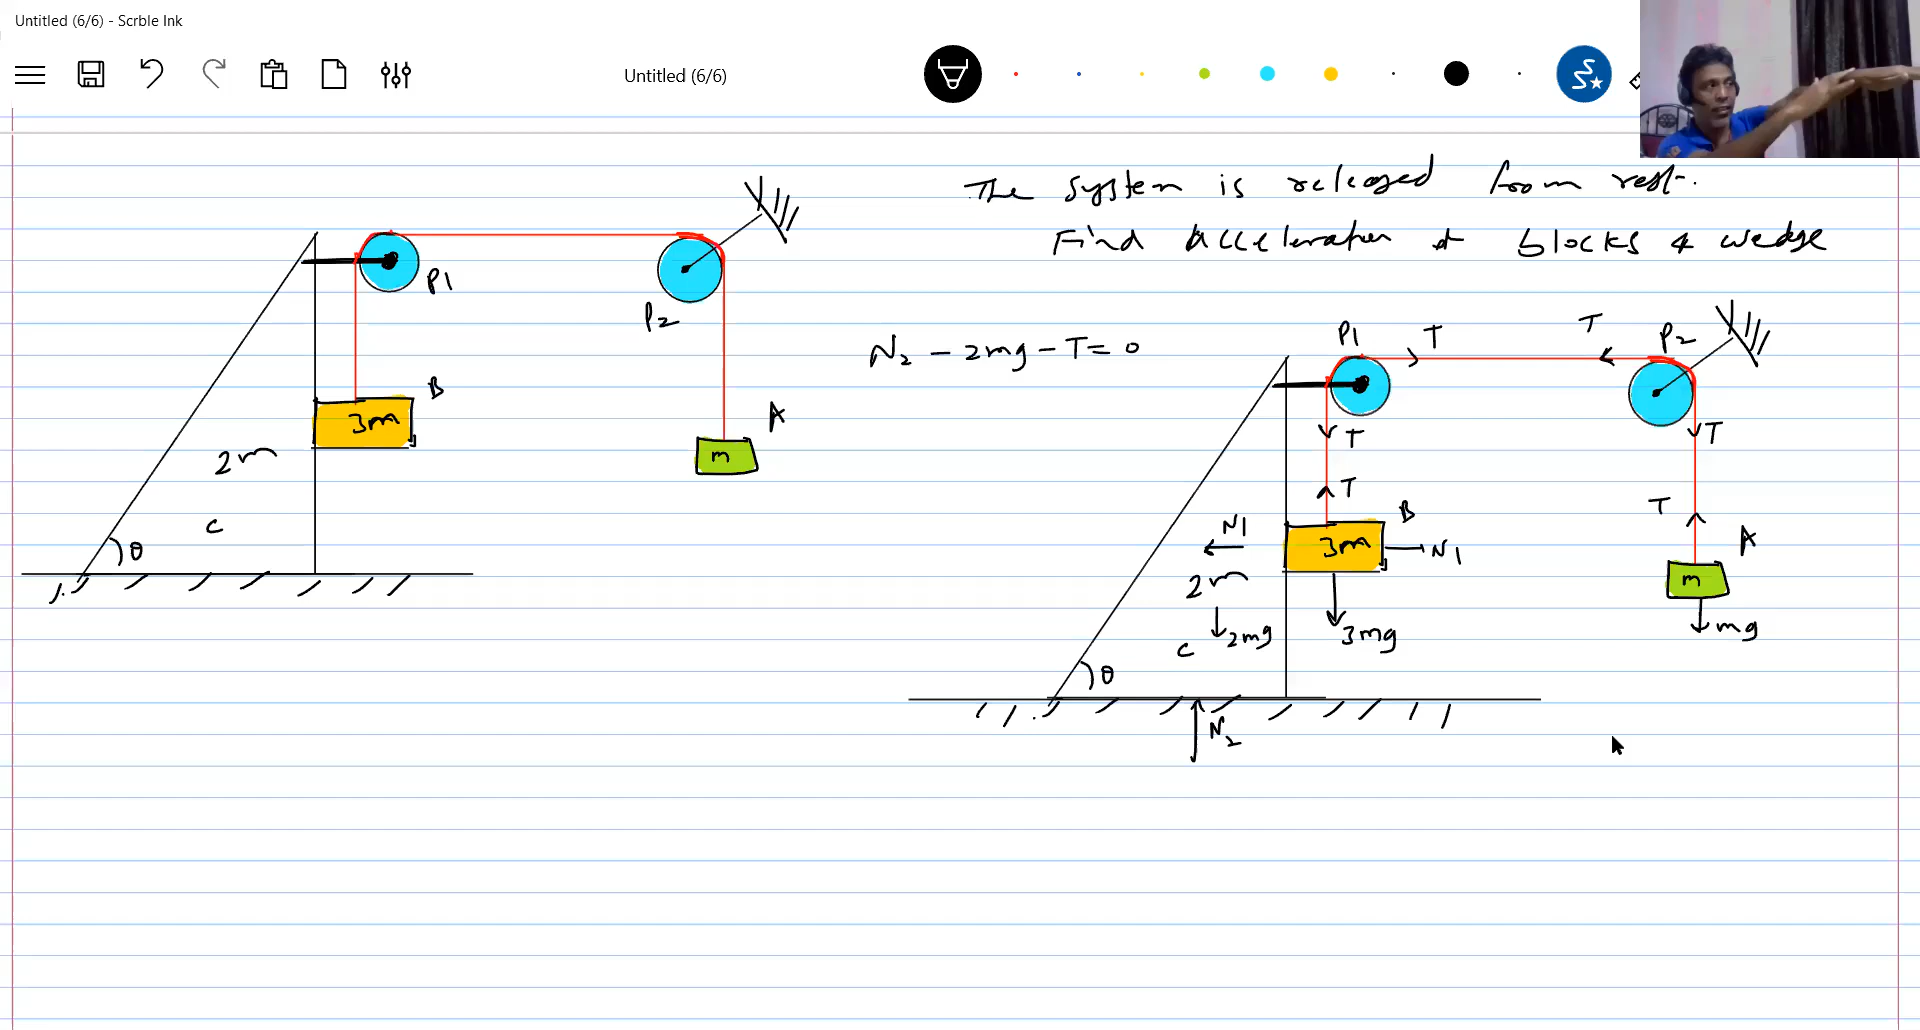 Untitled (6/6) - Scrble Ink
Untitled (6/6)
The system is released from rest.
Find acceleration of blocks & wedge
P1
P2
B
3m
A
m
2m
C
θ
N2 - 2mg - T = 0
P1
T
T
P2
T
T
T
T
N1
B
3m
N1
A
m
2m
2mg
3mg
mg
C
θ
N2